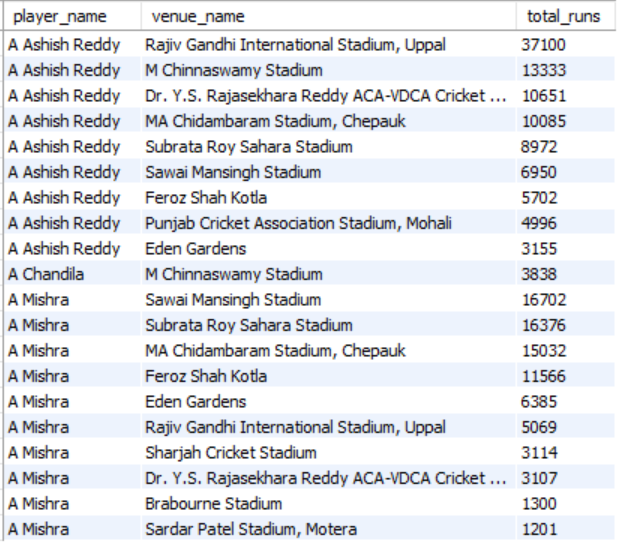 player_name venue_name total_runs
A Ashish Reddy Rajiv Gandhi International Stadium, Uppal 37100
A Ashish Reddy M Chinnaswamy Stadium 13333
A Ashish Reddy Dr. Y.S. Rajasekhara Reddy ACA-VDCA Cricket ... 10651
A Ashish Reddy MA Chidambaram Stadium, Chepauk 10085
A Ashish Reddy Subrata Roy Sahara Stadium 8972
A Ashish Reddy Sawai Mansingh Stadium 6950
A Ashish Reddy Feroz Shah Kotla 5702
A Ashish Reddy Punjab Cricket Association Stadium, Mohali 4996
A Ashish Reddy Eden Gardens 3155
A Chandila M Chinnaswamy Stadium 3838
A Mishra Sawai Mansingh Stadium 16702
A Mishra Subrata Roy Sahara Stadium 16376
A Mishra MA Chidambaram Stadium, Chepauk 15032
A Mishra Feroz Shah Kotla 11566
A Mishra Eden Gardens 6385
A Mishra Rajiv Gandhi International Stadium, Uppal 5069
A Mishra Sharjah Cricket Stadium 3114
A Mishra Dr. Y.S. Rajasekhara Reddy ACA-VDCA Cricket ... 3107
A Mishra Brabourne Stadium 1300
A Mishra Sardar Patel Stadium, Motera 1201